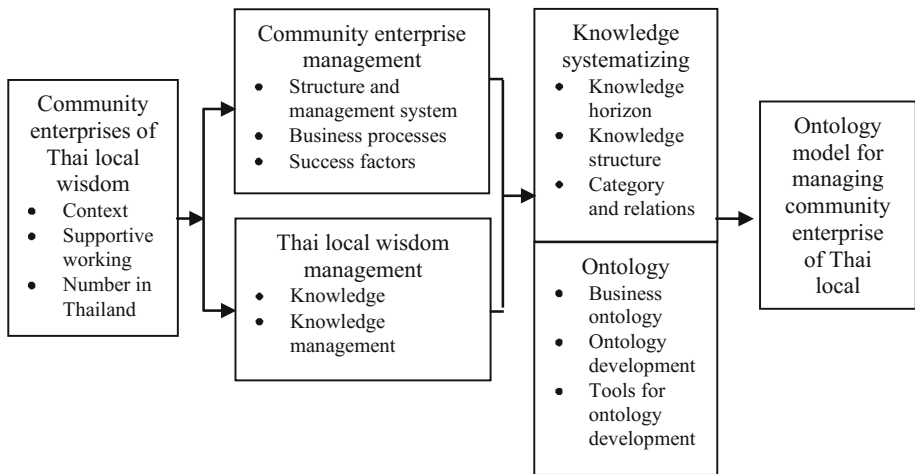 Community
enterprises of
Thai local
wisdom
• Context
• Supportive
working
• Number in
Thailand
Community enterprise
management
• Structure and
management system
• Business processes
• Success factors
Thai local wisdom
management
• Knowledge
• Knowledge
management
Knowledge
systematizing
• Knowledge
horizon
• Knowledge
structure
• Category
and relations
Ontology
• Business
ontology
• Ontology
development
• Tools for
ontology
development
Ontology
model for
managing
community
enterprise
of Thai
local